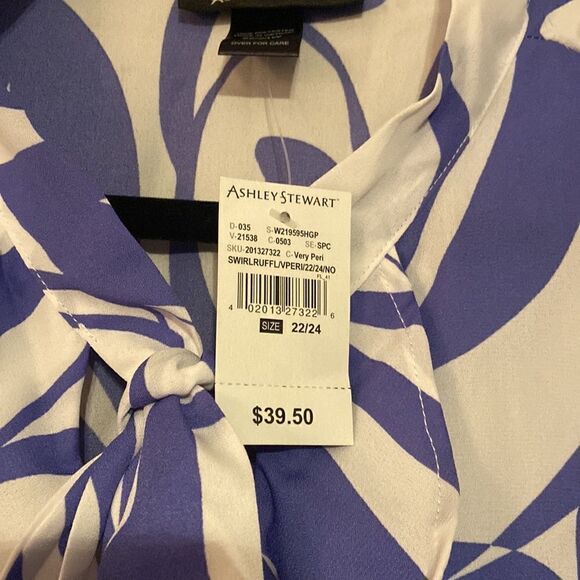 OVER FOR CARE
ASHLEY STEWART
D-035 S-W219595HGP
V-21538 C-0503 SE-SPC
SKU-201327322 C-Very Peri
SWIRLRUFFL/VPERI/22/24/NO
FL_41
4 02013 27322 6
SIZE 22/24
$39.50